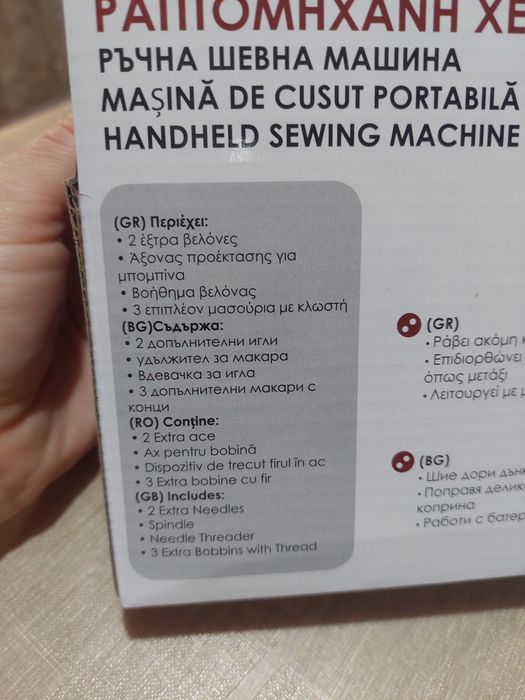 ΡΑΠΤΟΜΗΧΑΝΗ ΧΕ
РЪЧНА ШЕВНА МАШИНА
MAȘINĂ DE CUSUT PORTABILĂ
HANDHELD SEWING MACHINE
(GR) Περιέχει:
• 2 έξτρα βελόνες
• Άξονας προέκτασης για
μπομπίνα
• Βοήθημα βελόνας
• 3 επιπλέον μασούρια με κλωστή
(BG)Съдържа:
• 2 допълнителни игли
• удължител за макара
• Вдевачка за игла
• 3 допълнителни макари с
конци
(RO) Conține:
• 2 Extra ace
• Ax pentru bobină
• Dispozitiv de trecut firul în ac
• 3 Extra bobine cu fir
(GB) Includes:
• 2 Extra Needles
• Spindle
• Needle Threader
• 3 Extra Bobbins with Thread
(GR)
• Ράβει ακόμη κ
• Επιδιορθώνει
όπως μετάξι
• Λειτουργεί με μ
(BG)
• Шие дори дънк
• Поправя делик
коприна
• Работи с батер